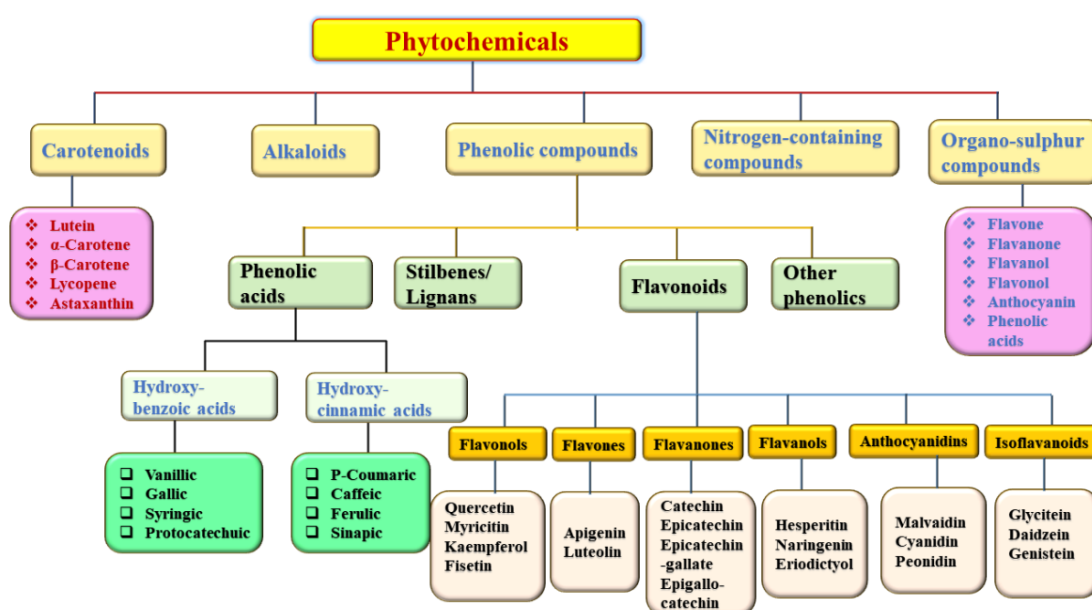 Phytochemicals
Carotenoids
Alkaloids
Phenolic compounds
Nitrogen-containing
compounds
Organo-sulphur
compounds
❖ Lutein
❖ α-Carotene
❖ β-Carotene
❖ Lycopene
❖ Astaxanthin
❖ Flavone
❖ Flavanone
❖ Flavanol
❖ Flavonol
❖ Anthocyanin
❖ Phenolic
acids
Phenolic
acids
Stilbenes/
Lignans
Flavonoids
Other
phenolics
Hydroxy-
benzoic acids
Hydroxy-
cinnamic acids
❑ Vanillic
❑ Gallic
❑ Syringic
❑ Protocatechuic
❑ P-Coumaric
❑ Caffeic
❑ Ferulic
❑ Sinapic
Flavonols
Flavones
Flavanones
Flavanols
Anthocyanidins
Isoflavanoids
Quercetin
Myricitin
Kaempferol
Fisetin
Apigenin
Luteolin
Catechin
Epicatechin
Epicatechin
-gallate
Epigallo-
catechin
Hesperitin
Naringenin
Eriodictyol
Malvaidin
Cyanidin
Peonidin
Glycitein
Daidzein
Genistein